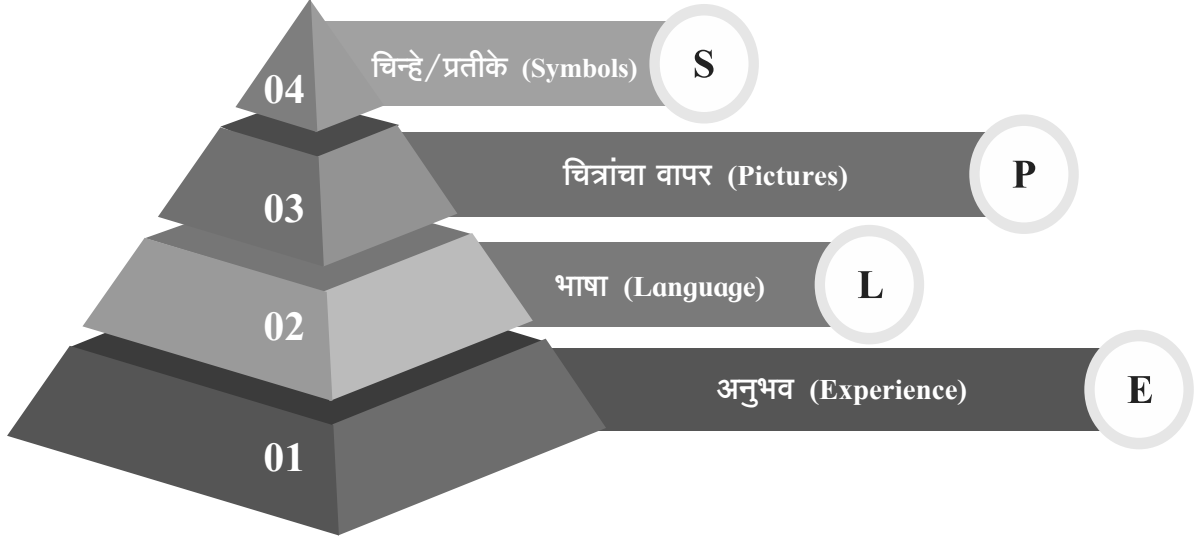 04 चिन्हे/प्रतीके (Symbols) S
03 चित्रांचा वापर (Pictures) P
02 भाषा (Language) L
01 अनुभव (Experience) E